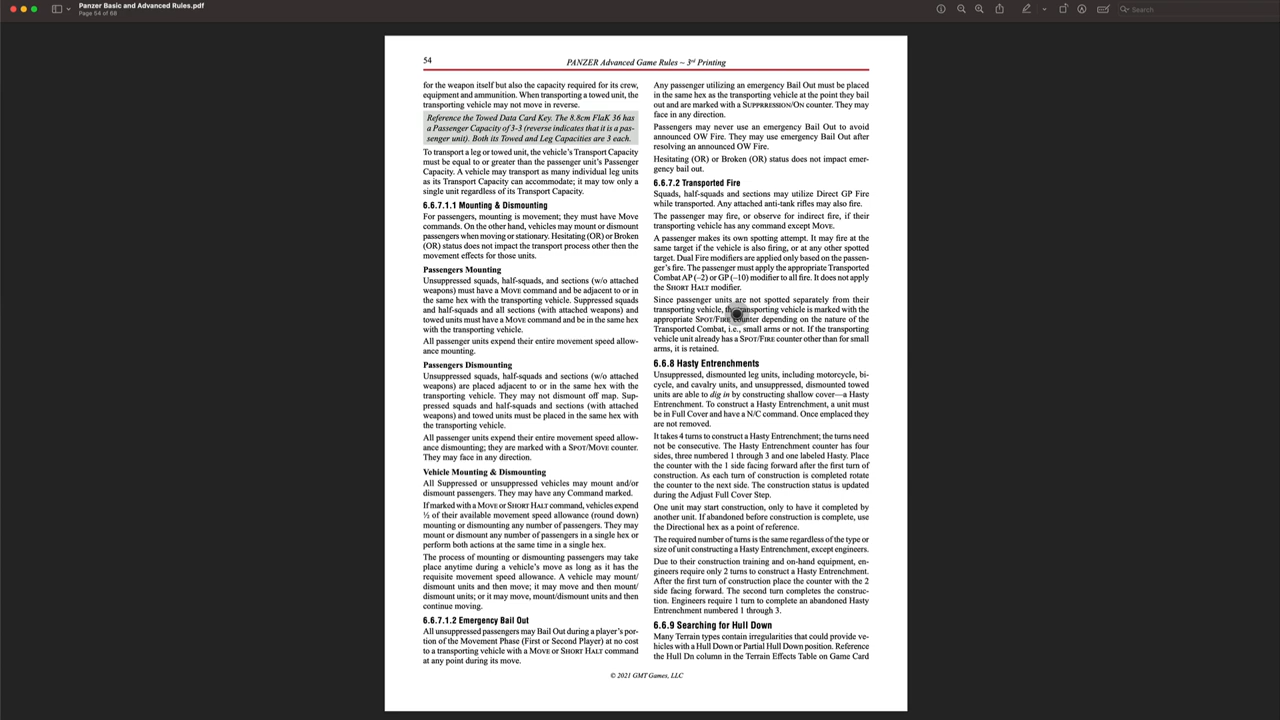 Panzer Basic and Advanced Rules.pdf
Page 54 of 68
Search
54
PANZER Advanced Game Rules ~ 3rd Printing
for the weapon itself but also the capacity required for its crew,
equipment and ammunition. When transporting a towed unit, the
transporting vehicle may not move in reverse.
Reference the Towed Data Card Key. The 8.8cm FlaK 36 has
a Passenger Capacity of 3-3 (reverse indicates that it is a pas-
senger unit). Both its Towed and Leg Capacities are 3 each.
To transport a leg or towed unit, the vehicle's Transport Capacity
must be equal to or greater than the passenger unit's Passenger
Capacity. A vehicle may transport as many individual leg units
as its Transport Capacity can accommodate; it may tow only a
single unit regardless of its Transport Capacity.
6.6.7.1.1 Mounting & Dismounting
For passengers, mounting is movement; they must have Move
commands. On the other hand, vehicles may mount or dismount
passengers when moving or stationary. Hesitating (OR) or Broken
(OR) status does not impact the transport process other then the
movement effects for those units.
Passengers Mounting
Unsuppressed squads, half-squads, and sections (w/o attached
weapons) must have a MOVE command and be adjacent to or in
the same hex with the transporting vehicle. Suppressed squads
and half-squads and all sections (with attached weapons) and
towed units must have a MOVE command and be in the same hex
with the transporting vehicle.
All passenger units expend their entire movement speed allow-
ance mounting.
Passengers Dismounting
Unsuppressed squads, half-squads and sections (w/o attached
weapons) are placed adjacent to or in the same hex with the
transporting vehicle. They may not dismount off map. Sup-
pressed squads and half-squads and sections (with attached
weapons) and towed units must be placed in the same hex with
the transporting vehicle.
All passenger units expend their entire movement speed allow-
ance dismounting; they are marked with a SPOT/MOVE counter.
They may face in any direction.
Vehicle Mounting & Dismounting
All Suppressed or unsuppressed vehicles may mount and/or
dismount passengers. They may have any Command marked.
If marked with a MOVE or SHORT HALT command, vehicles expend
½ of their available movement speed allowance (round down)
mounting or dismounting any number of passengers. They may
mount or dismount any number of passengers in a single hex or
perform both actions at the same time in a single hex.
The process of mounting or dismounting passengers may take
place anytime during a vehicle's move as long as it has the
requisite movement speed allowance. A vehicle may mount/
dismount units and then move; it may move and then mount/
dismount units; or it may move, mount/dismount units and then
continue moving.
6.6.7.1.2 Emergency Bail Out
All unsuppressed passengers may Bail Out during a player's por-
tion of the Movement Phase (First or Second Player) at no cost
to a transporting vehicle with a MOVE or SHORT HALT command
at any point during its move.
Any passenger utilizing an emergency Bail Out must be placed
in the same hex as the transporting vehicle at the point they bail
out and are marked with a SUPPRRESSION/ON counter. They may
face in any direction.
Passengers may never use an emergency Bail Out to avoid
announced OW Fire. They may use emergency Bail Out after
resolving an announced OW Fire.
Hesitating (OR) or Broken (OR) status does not impact emer-
gency bail out.
6.6.7.2 Transported Fire
Squads, half-squads and sections may utilize Direct GP Fire
while transported. Any attached anti-tank rifles may also fire.
The passenger may fire, or observe for indirect fire, if their
transporting vehicle has any command except MOVE.
A passenger makes its own spotting attempt. It may fire at the
same target if the vehicle is also firing, or at any other spotted
target. Dual Fire modifiers are applied only based on the passen-
ger's fire. The passenger must apply the appropriate Transported
Combat AP (–2) or GP (–10) modifier to all fire. It does not apply
the SHORT HALT modifier.
Since passenger units are not spotted separately from their
transporting vehicle, the transporting vehicle is marked with the
appropriate SPOT/FIRE counter depending on the nature of the
Transported Combat, i.e., small arms or not. If the transporting
vehicle unit already has a SPOT/FIRE counter other than for small
arms, it is retained.
6.6.8 Hasty Entrenchments
Unsuppressed, dismounted leg units, including motorcycle, bi-
cycle, and cavalry units, and unsuppressed, dismounted towed
units are able to dig in by constructing shallow cover—a Hasty
Entrenchment. To construct a Hasty Entrenchment, a unit must
be in Full Cover and have a N/C command. Once emplaced they
are not removed.
It takes 4 turns to construct a Hasty Entrenchment; the turns need
not be consecutive. The Hasty Entrenchment counter has four
sides, three numbered 1 through 3 and one labeled Hasty. Place
the counter with the 1 side facing forward after the first turn of
construction. As each turn of construction is completed rotate
the counter to the next side. The construction status is updated
during the Adjust Full Cover Step.
One unit may start construction, only to have it completed by
another unit. If abandoned before construction is complete, use
the Directional hex as a point of reference.
The required number of turns is the same regardless of the type or
size of unit constructing a Hasty Entrenchment, except engineers.
Due to their construction training and on-hand equipment, en-
gineers require only 2 turns to construct a Hasty Entrenchment.
After the first turn of construction place the counter with the 2
side facing forward. The second turn completes the construc-
tion. Engineers require 1 turn to complete an abandoned Hasty
Entrenchment numbered 1 through 3.
6.6.9 Searching for Hull Down
Many Terrain types contain irregularities that could provide ve-
hicles with a Hull Down or Partial Hull Down position. Reference
the Hull Dn column in the Terrain Effects Table on Game Card
© 2021 GMT Games, LLC